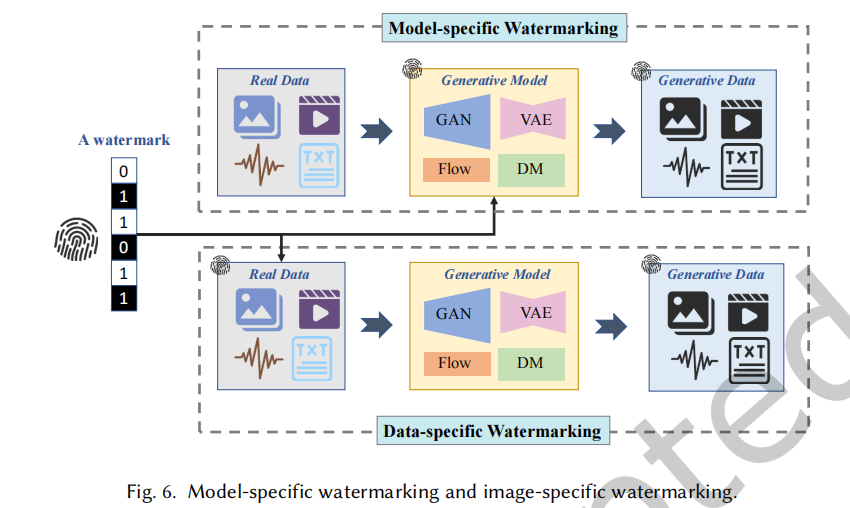 Model-specific Watermarking
Real Data
Generative Model
Generative Data
GAN
VAE
TXT
TXT
Flow
DM
A watermark
0
1
1
0
1
1
Real Data
Generative Model
Generative Data
GAN
VAE
TXT
TXT
Flow
DM
Data-specific Watermarking
Fig. 6. Model-specific watermarking and image-specific watermarking.